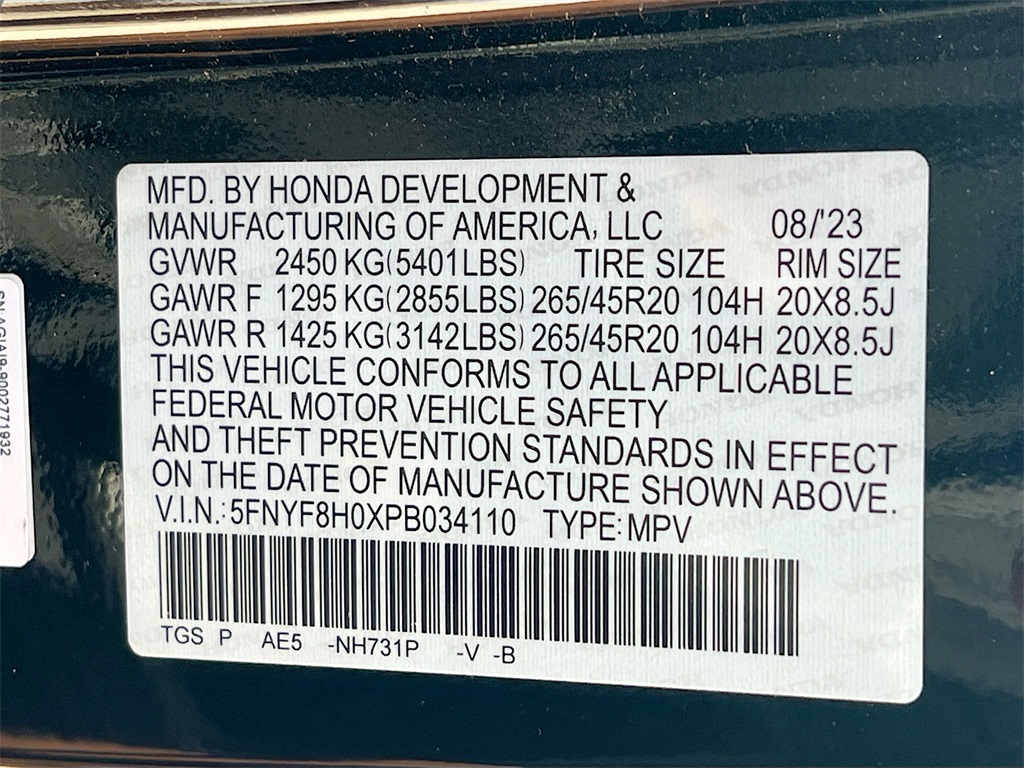 MFD. BY HONDA DEVELOPMENT &
MANUFACTURING OF AMERICA, LLC 08/'23
GVWR 2450 KG(5401LBS) TIRE SIZE RIM SIZE
GAWR F 1295 KG(2855LBS) 265/45R20 104H 20X8.5J
GAWR R 1425 KG(3142LBS) 265/45R20 104H 20X8.5J
THIS VEHICLE CONFORMS TO ALL APPLICABLE
FEDERAL MOTOR VEHICLE SAFETY
AND THEFT PREVENTION STANDARDS IN EFFECT
ON THE DATE OF MANUFACTURE SHOWN ABOVE.
V.I.N.:5FNYF8H0XPB034110 TYPE:MPV
TGS P AE5 -NH731P -V -B